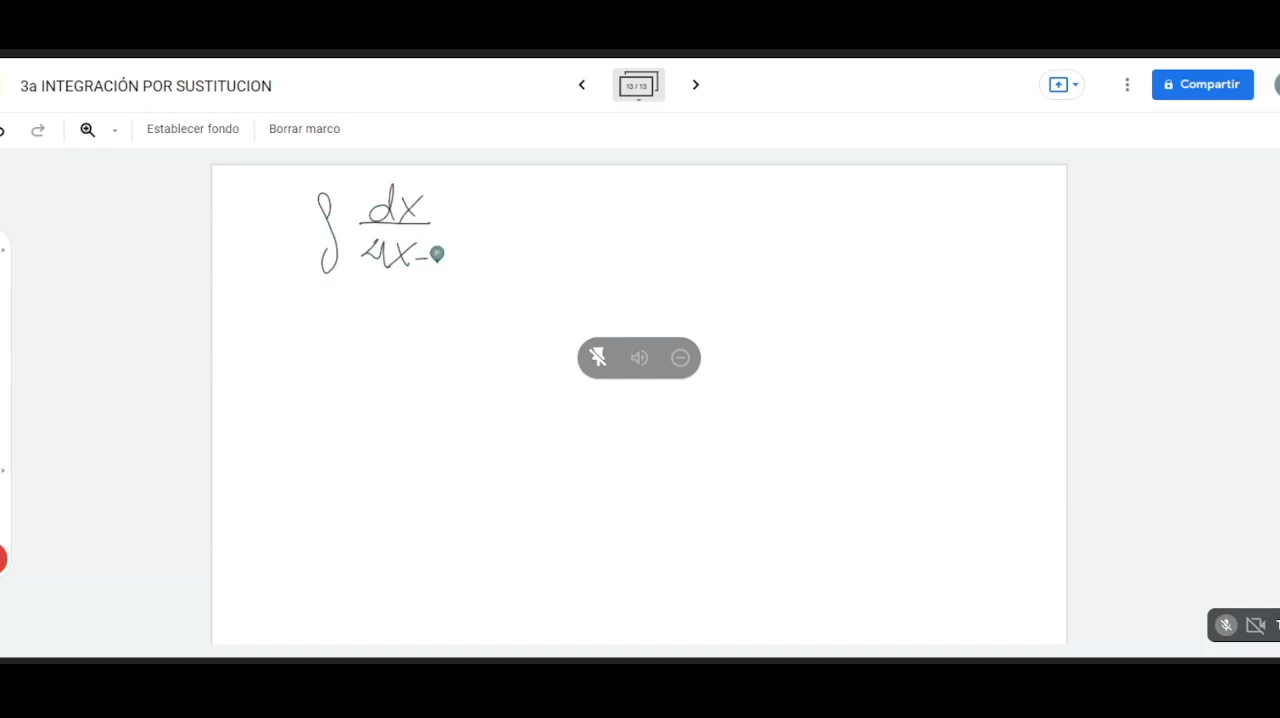 3a INTEGRACIÓN POR SUSTITUCION
13 / 13
Compartir
Establecer fondo
Borrar marco
∫ dx
4x-